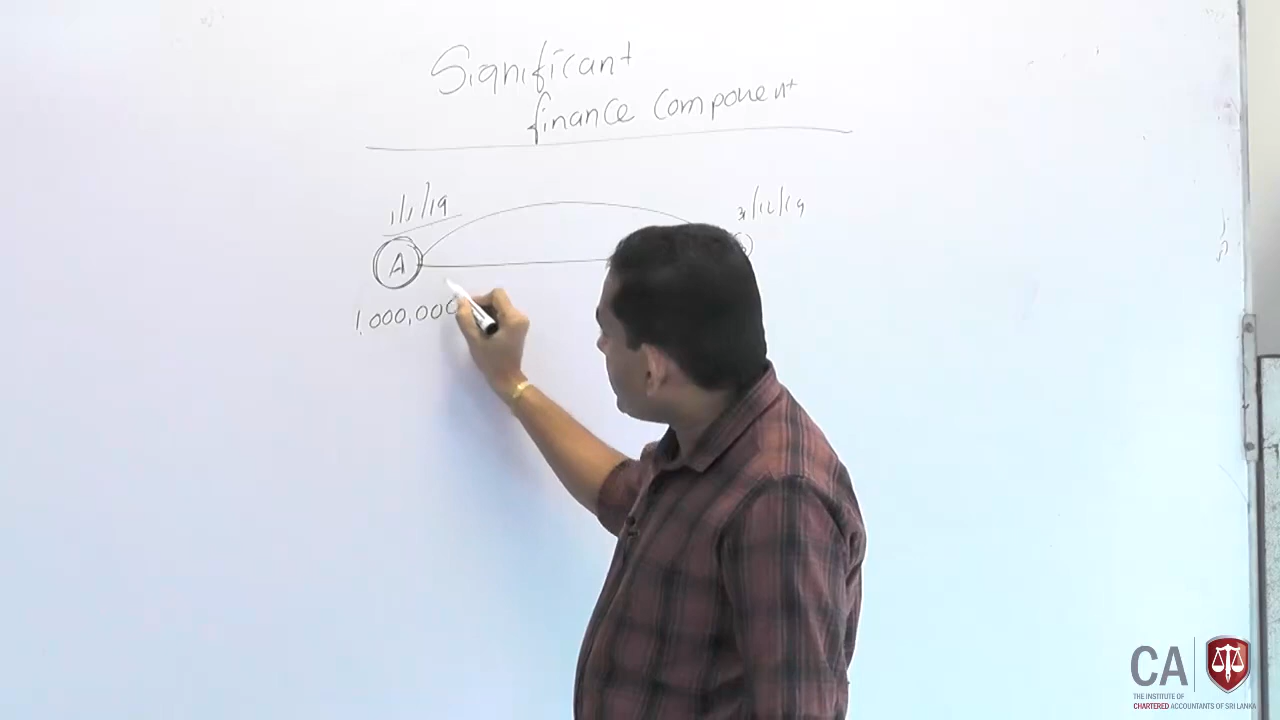 Significant
finance component
1/1/19
31/12/19
A
1,000,000
CA
THE INSTITUTE OF
CHARTERED ACCOUNTANTS OF SRI LANKA